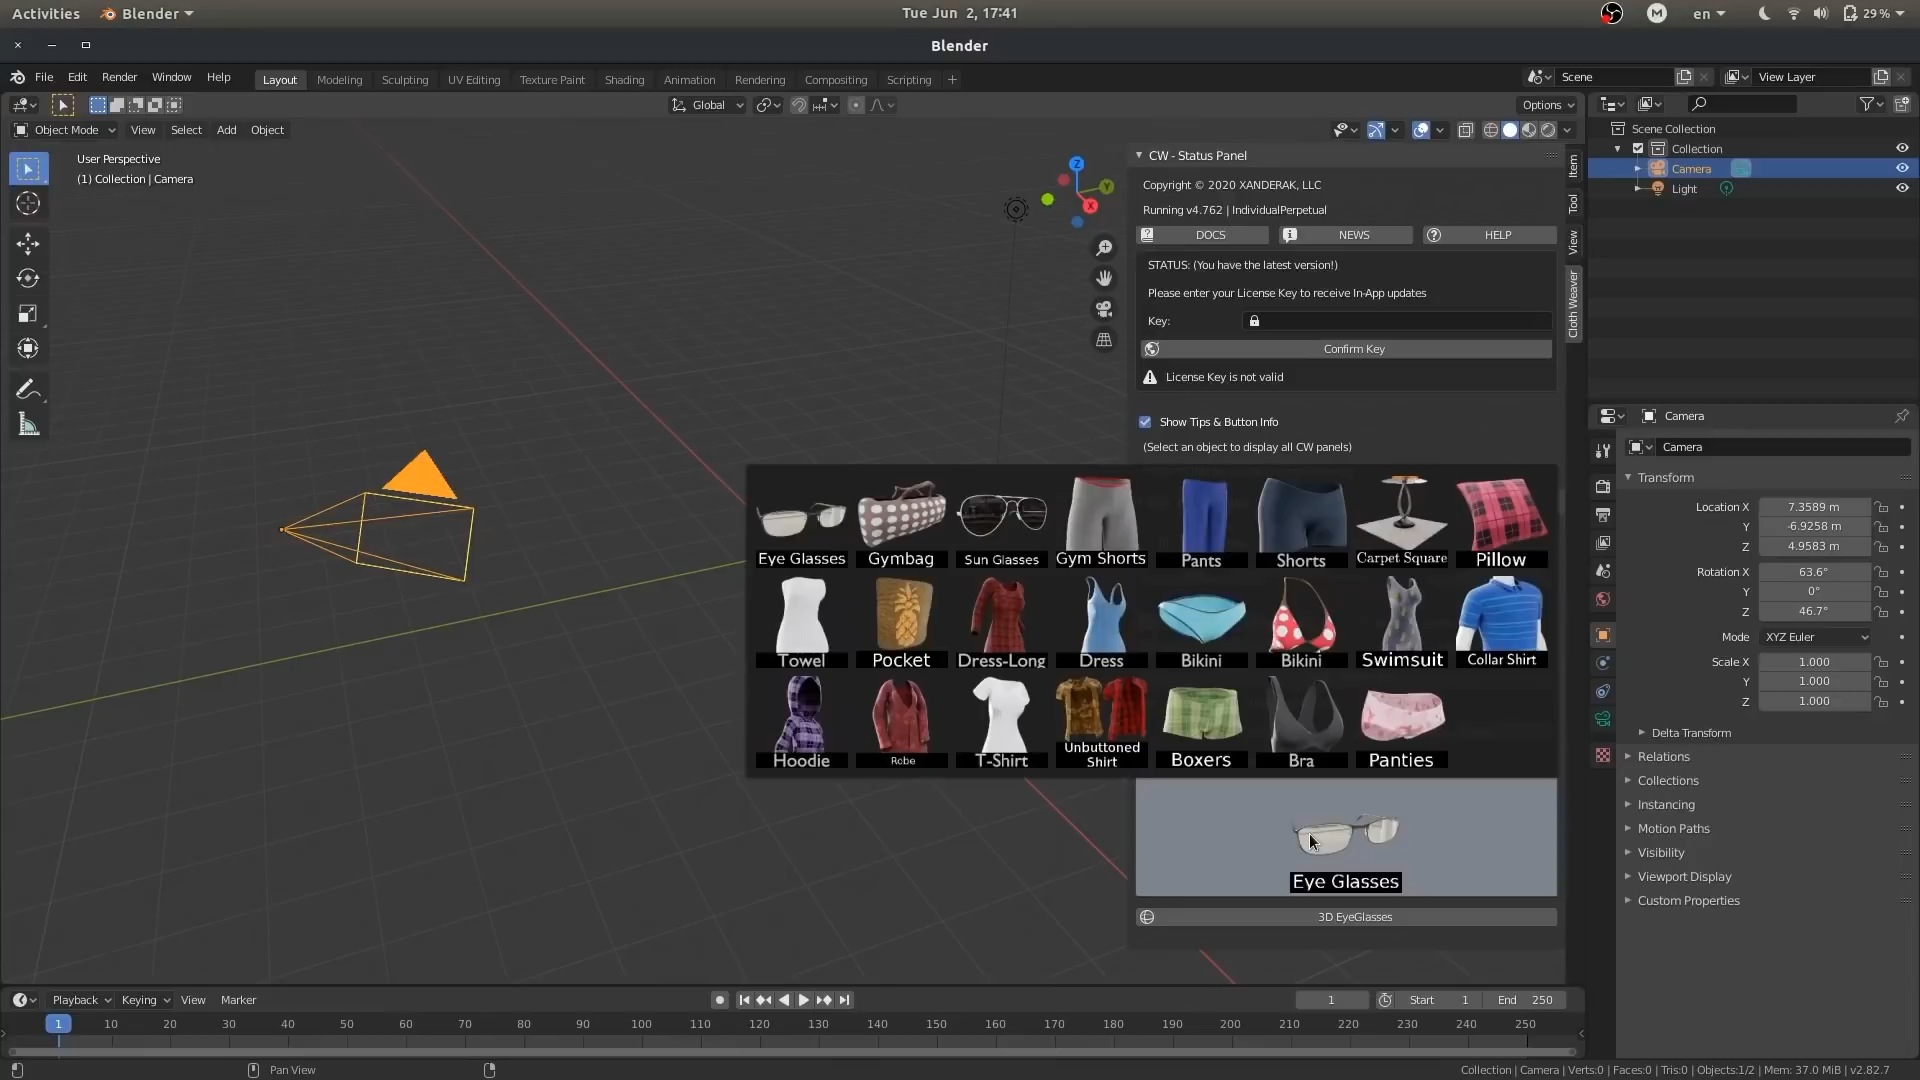 Activities Blender Tue Jun 2, 17:41 M en 29 %
Blender
File Edit Render Window Help Layout Modeling Sculpting UV Editing Texture Paint Shading Animation Rendering Compositing Scripting + Scene View Layer
Global Options
Object Mode View Select Add Object
User Perspective
(1) Collection | Camera
Z
Y
X
CW - Status Panel
Copyright © 2020 XANDERAK, LLC
Running v4.762 | IndividualPerpetual
DOCS NEWS HELP
STATUS: (You have the latest version!)
Please enter your License Key to receive In-App updates
Key:
Confirm Key
License Key is not valid
Show Tips & Button Info
(Select an object to display all CW panels)
Item
Tool
View
Cloth Weaver
Eye Glasses Gymbag Sun Glasses Gym Shorts Pants Shorts Carpet Square Pillow
Towel Pocket Dress-Long Dress Bikini Bikini Swimsuit Collar Shirt
Hoodie Robe T-Shirt Unbuttoned Shirt Boxers Bra Panties
Eye Glasses
3D EyeGlasses
Scene Collection
Collection
Camera
Light
Camera
Camera
Transform
Location X 7.3589 m
Y -6.9258 m
Z 4.9583 m
Rotation X 63.6°
Y 0°
Z 46.7°
Mode XYZ Euler
Scale X 1.000
Y 1.000
Z 1.000
Delta Transform
Relations
Collections
Instancing
Motion Paths
Visibility
Viewport Display
Custom Properties
Playback Keying View Marker 1 Start 1 End 250
1 10 20 30 40 50 60 70 80 90 100 110 120 130 140 150 160 170 180 190 200 210 220 230 240 250
Pan View Collection | Camera | Verts:0 | Faces:0 | Tris:0 | Objects:1/2 | Mem: 37.0 MiB | v2.82.7